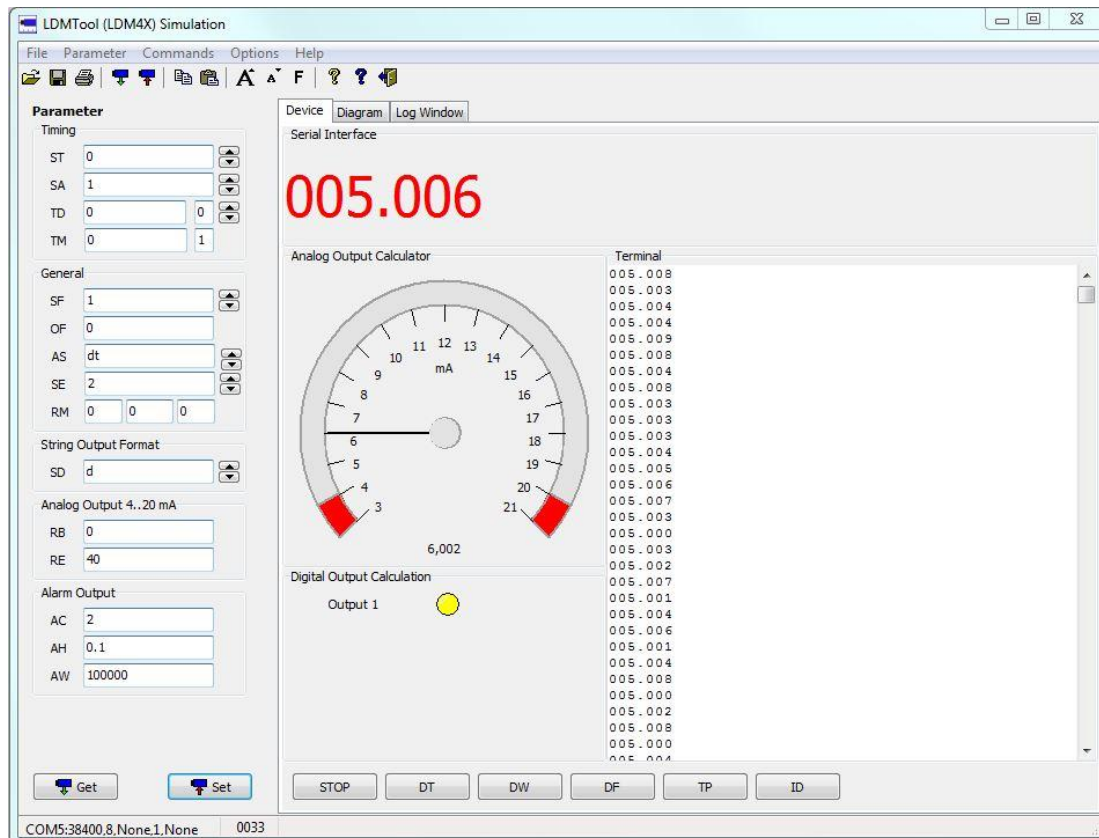 LDMTool (LDM4X) Simulation
File Parameter Commands Options Help
A A F ? ?
Parameter
Timing
ST 0
SA 1
TD 0 0
TM 0 1
General
SF 1
OF 0
AS dt
SE 2
RM 0 0 0
String Output Format
SD d
Analog Output 4..20 mA
RB 0
RE 40
Alarm Output
AC 2
AH 0.1
AW 100000
Get Set
Device Diagram Log Window
Serial Interface
005.006
Analog Output Calculator
3 4 5 6 7 8 9 10 11 12 13 14 15 16 17 18 19 20 21
mA
6,002
Digital Output Calculation
Output 1
Terminal
005.008
005.003
005.004
005.004
005.009
005.008
005.004
005.008
005.003
005.003
005.003
005.004
005.005
005.006
005.007
005.003
005.000
005.003
005.002
005.007
005.001
005.004
005.006
005.001
005.004
005.008
005.000
005.002
005.008
005.000
005.004
STOP DT DW DF TP ID
COM5:38400,8,None,1,None 0033